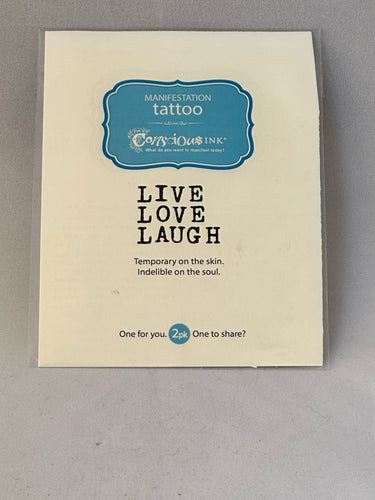 MANIFESTATION
tattoo
Conscious INK
What do you want to manifest today?
LIVE
LOVE
LAUGH
Temporary on the skin.
Indelible on the soul.
One for you. 2pk One to share?